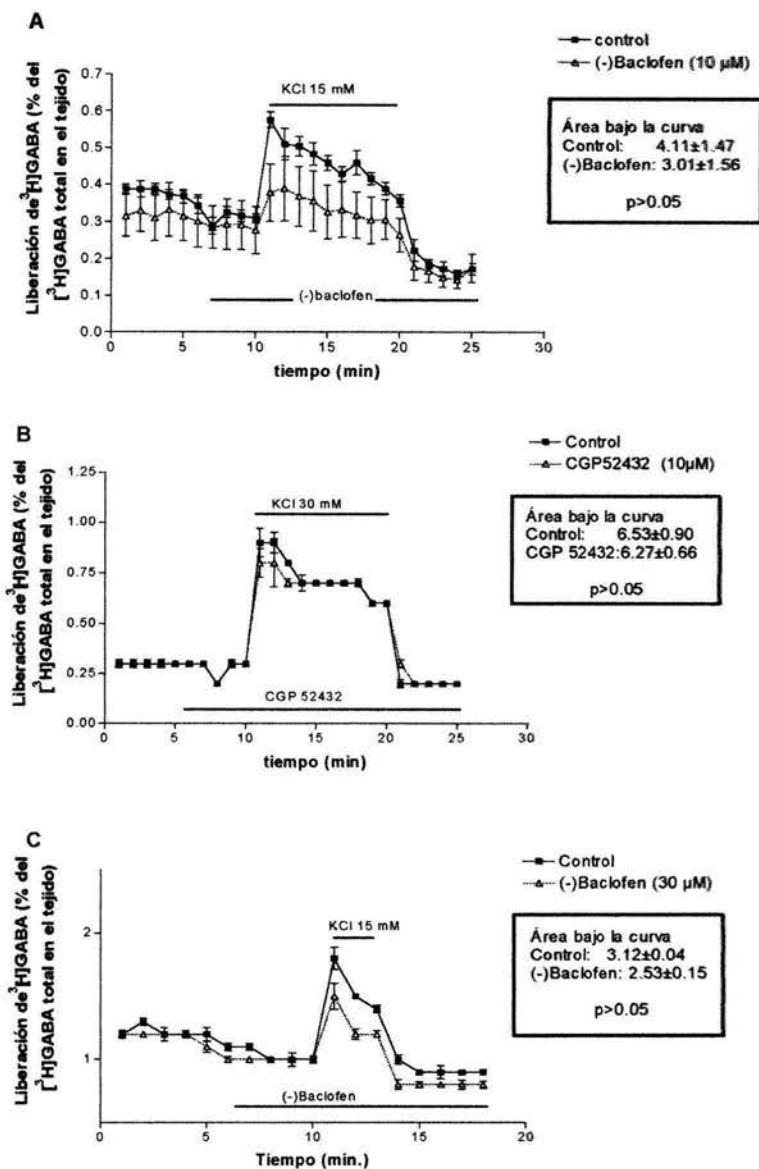 A
control
(-)Baclofen (10 µM)
Liberación de ³H]GABA (% del
[³H]GABA total en el tejido)
0.7
0.6
0.5
0.4
0.3
0.2
0.1
0.0
KCl 15 mM
(-)baclofen
0 5 10 15 20 25 30
tiempo (min)
Área bajo la curva
Control: 4.11±1.47
(-)Baclofen: 3.01±1.56
p>0.05
B
Control
CGP52432 (10µM)
Liberación de ³H]GABA (% del
[³H]GABA total en el tejido)
1.25
1.00
0.75
0.50
0.25
0.00
KCl 30 mM
CGP 52432
0 5 10 15 20 25 30
tiempo (min)
Área bajo la curva
Control: 6.53±0.90
CGP 52432:6.27±0.66
p>0.05
C
Control
(-)Baclofen (30 µM)
Liberación de ³H]GABA (% del
[³H]GABA total en el tejido)
2
1
KCl 15 mM
(-)Baclofen
0 5 10 15 20
Tiempo (min.)
Área bajo la curva
Control: 3.12±0.04
(-)Baclofen: 2.53±0.15
p>0.05